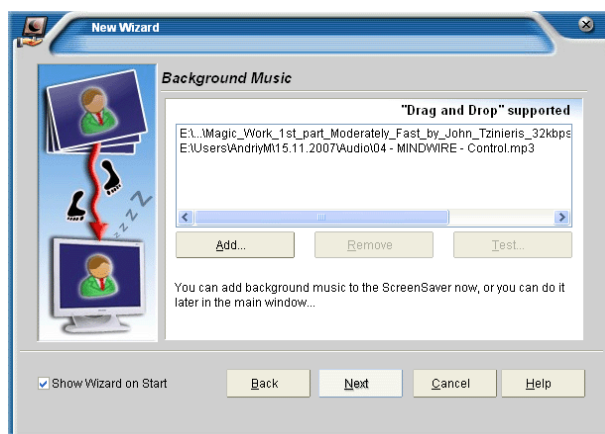 New Wizard
Background Music
"Drag and Drop" supported
E:\...\Magic_Work_1st_part_Moderately_Fast_by_John_Tzinieris_32kbps
E:\Users\AndriyM\15.11.2007\Audio\04 - MINDWIRE - Control.mp3
Add... Remove Test...
You can add background music to the ScreenSaver now, or you can do it
later in the main window...
zzzZZ
Show Wizard on Start Back Next Cancel Help